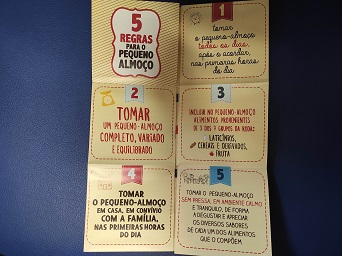 5
REGRAS
PARA O
PEQUENO
ALMOÇO
1
tomar
o pequeno-almoço
todos os dias,
após o acordar,
nas primeiras horas
do dia
2
TOMAR
UM PEQUENO-ALMOÇO
COMPLETO, VARIADO
E EQUILIBRADO
3
INCLUIR NO PEQUENO-ALMOÇO
ALIMENTOS PROVENIENTES
DE 3 DOS 7 GRUPOS DA RODA:
LATICÍNIOS,
CEREAIS E DERIVADOS,
FRUTA
4
TOMAR
O PEQUENO-ALMOÇO
EM CASA, EM CONVÍVIO
COM A FAMÍLIA,
NAS PRIMEIRAS HORAS
DO DIA
5
TOMAR O PEQUENO-ALMOÇO
SEM PRESSA, EM AMBIENTE CALMO
E TRANQUILO, DE FORMA
A DEGUSTAR E APRECIAR
OS DIVERSOS SABORES
DE CADA UM DOS ALIMENTOS
QUE O COMPÕEM